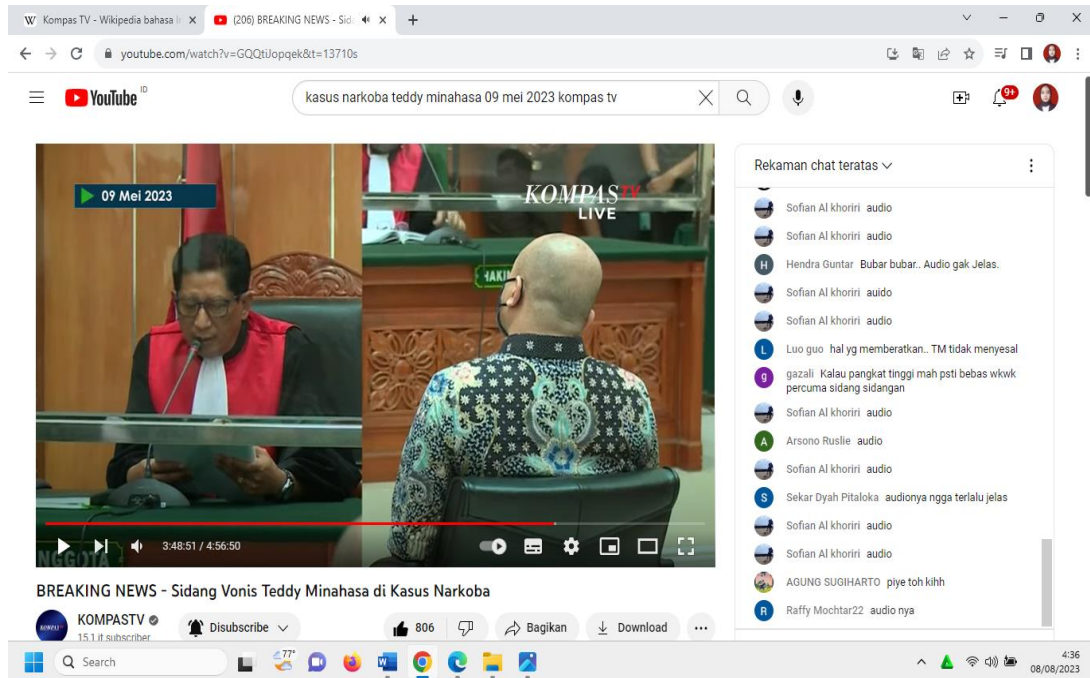 Kompas TV - Wikipedia bahasa I
(206) BREAKING NEWS - Sid
youtube.com/watch?v=GQQtiJopqek&t=13710s
YouTube ID
kasus narkoba teddy minahasa 09 mei 2023 kompas tv
9+
09 Mei 2023
KOMPASTV
LIVE
HAKI
NGGOTA
3:48:51 / 4:56:50
Rekaman chat teratas
Sofian Al khoriri audio
Sofian Al khoriri audio
H Hendra Guntar Bubar bubar.. Audio gak Jelas.
Sofian Al khoriri auido
Sofian Al khoriri audio
L Luo guo hal yg memberatkan.. TM tidak menyesal
g gazali Kalau pangkat tinggi mah psti bebas wkwk
percuma sidang sidangan
Sofian Al khoriri audio
A Arsono Ruslie audio
Sofian Al khoriri audio
S Sekar Dyah Pitaloka audionya ngga terlalu jelas
Sofian Al khoriri audio
Sofian Al khoriri audio
AGUNG SUGIHARTO piye toh kihh
R Raffy Mochtar22 audio nya
BREAKING NEWS - Sidang Vonis Teddy Minahasa di Kasus Narkoba
KOMPASTV
15,1 jt subscriber
Disubscribe
806
Bagikan
Download
Search
77°
4:36
08/08/2023